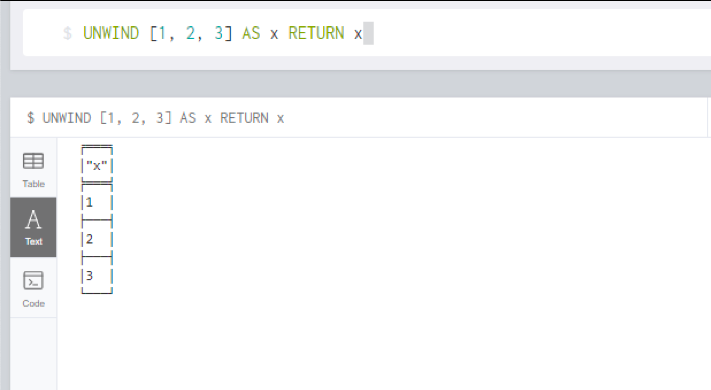 $ UNWIND [1, 2, 3] AS x RETURN x
$ UNWIND [1, 2, 3] AS x RETURN x
"x"
Table
1
A
Text
2
3
Code